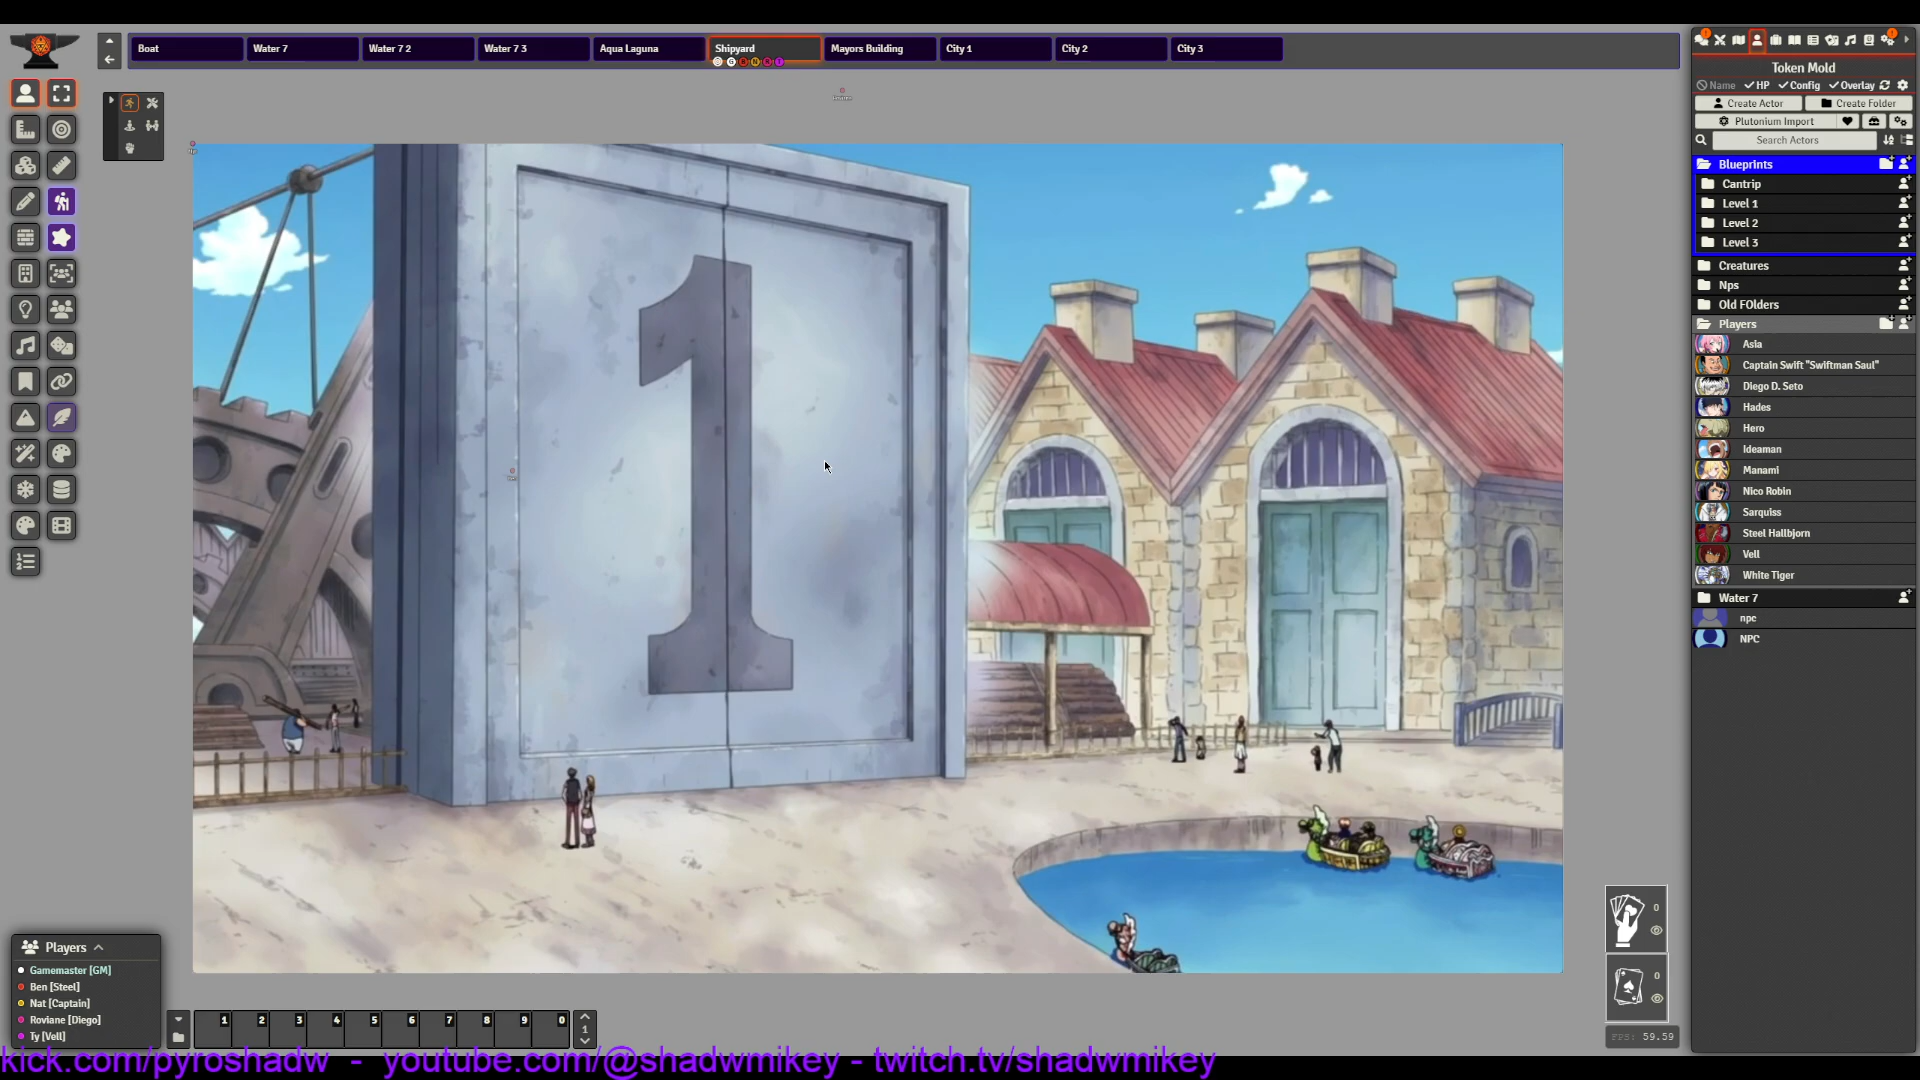 Boat
Water 7
Water 7 2
Water 7 3
Aqua Laguna
Shipyard
Mayors Building
City 1
City 2
City 3
1
Token Mold
Name
HP
Config
Overlay
Create Actor
Create Folder
Plutonium Import
Search Actors
Blueprints
Cantrip
Level 1
Level 2
Level 3
Creatures
Nps
Old FOlders
Players
Asla
Captain Swift "Swiftman Saul"
Diego D. Seto
Hades
Hero
Ideaman
Manami
Nico Robin
Sarquiss
Steel Hallbjorn
Vell
White Tiger
Water 7
npc
NPC
0
0
FPS: 59.59
Players
Gamemaster [GM]
Ben [Steel]
Nat [Captain]
Roviane [Diego]
Ty [Vell]
1 2 3 4 5 6 7 8 9 0
1
kick.com/pyroshadw - youtube.com/@shadwmikey - twitch.tv/shadwmikey